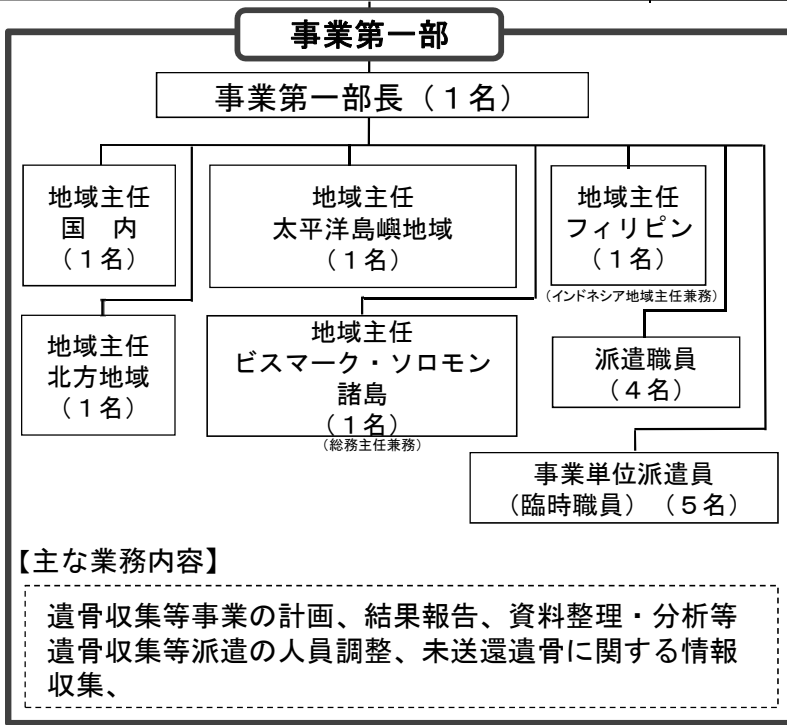 事業第一部
事業第一部長（１名）
地域主任
国　内
（１名）
地域主任
太平洋島嶼地域
（１名）
地域主任
フィリピン
（１名）
（インドネシア地域主任兼務）
地域主任
北方地域
（１名）
地域主任
ビスマーク・ソロモン
諸島
（１名）
（総務主任兼務）
派遣職員
（４名）
事業単位派遣員
（臨時職員）（５名）
【主な業務内容】
遺骨収集等事業の計画、結果報告、資料整理・分析等
遺骨収集等派遣の人員調整、未送還遺骨に関する情報
収集、